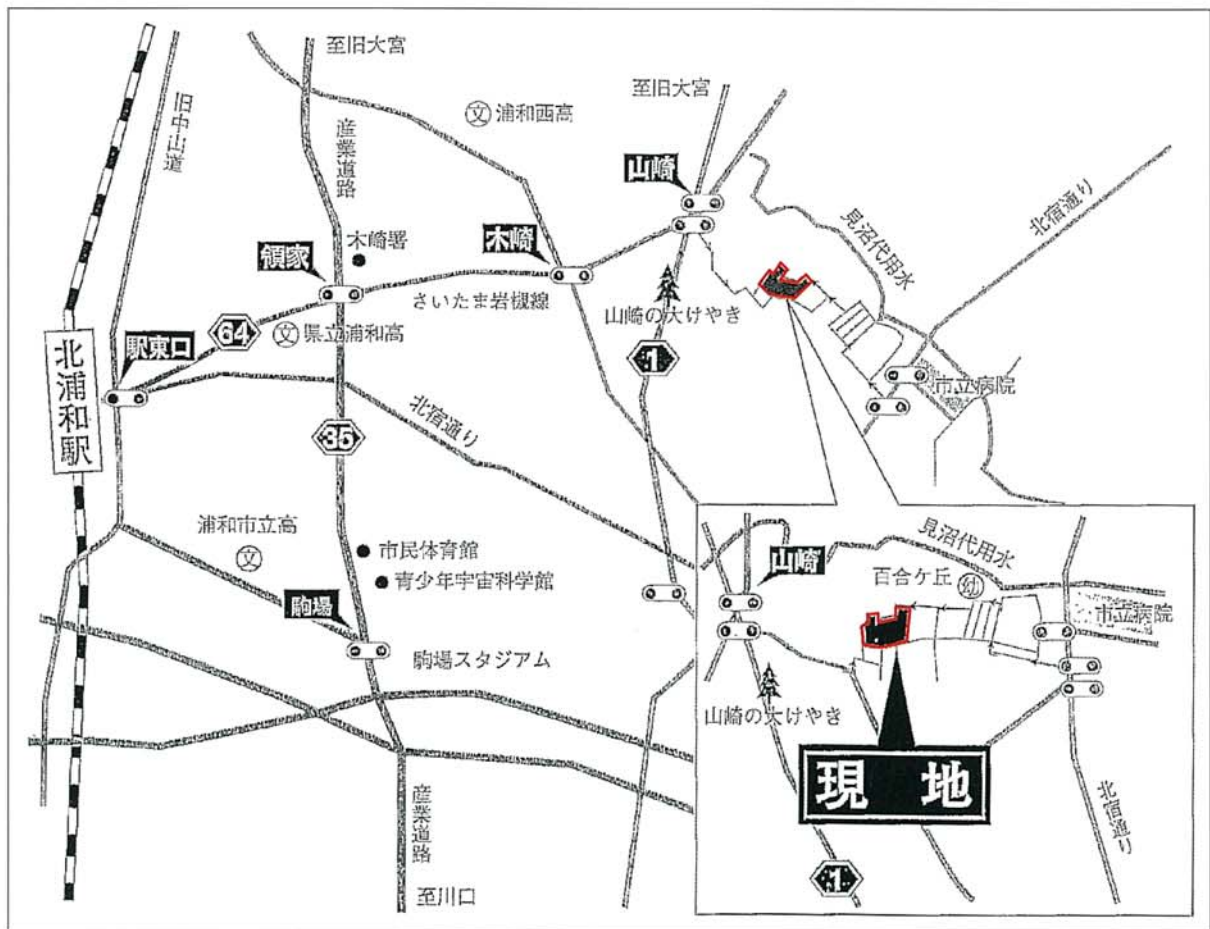 至旧大宮
旧中山道
産業道路
文 浦和西高
至旧大宮
山崎
北宿通り
見沼代用水
木崎署
領家
木崎
さいたま岩槻線
山崎の大けやき
64
文 県立浦和高
駅東口
1
市立病院
北浦和駅
北宿通り
35
浦和市立高
文
市民体育館
青少年宇宙科学館
駒場
駒場スタジアム
産業道路
至川口
見沼代用水
山崎
百合ケ丘 幼
市立病院
山崎の大けやき
現 地
北宿通り
1